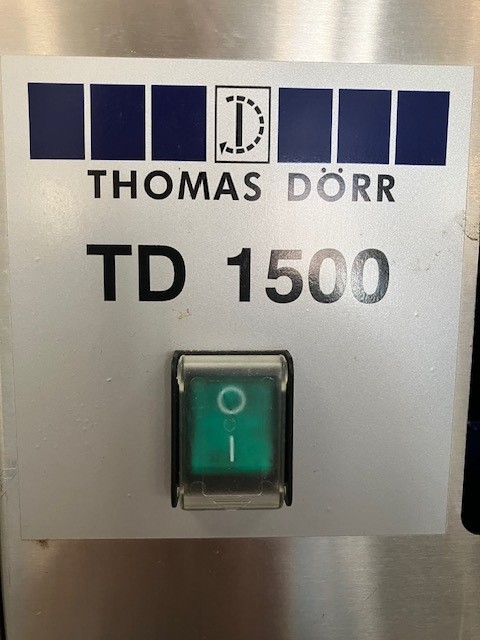 THOMAS DÖRR
TD 1500
O
I